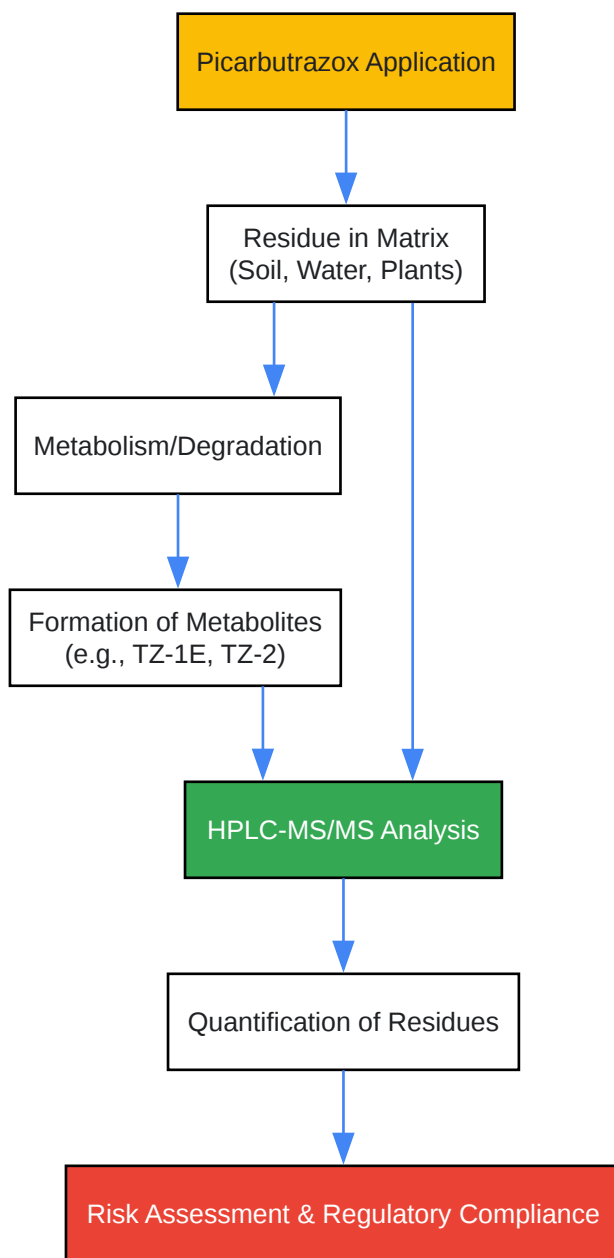 Picarbutrazox Application
Residue in Matrix
(Soil, Water, Plants)
Metabolism/Degradation
Formation of Metabolites
(e.g., TZ-1E, TZ-2)
HPLC-MS/MS Analysis
Quantification of Residues
Risk Assessment & Regulatory Compliance